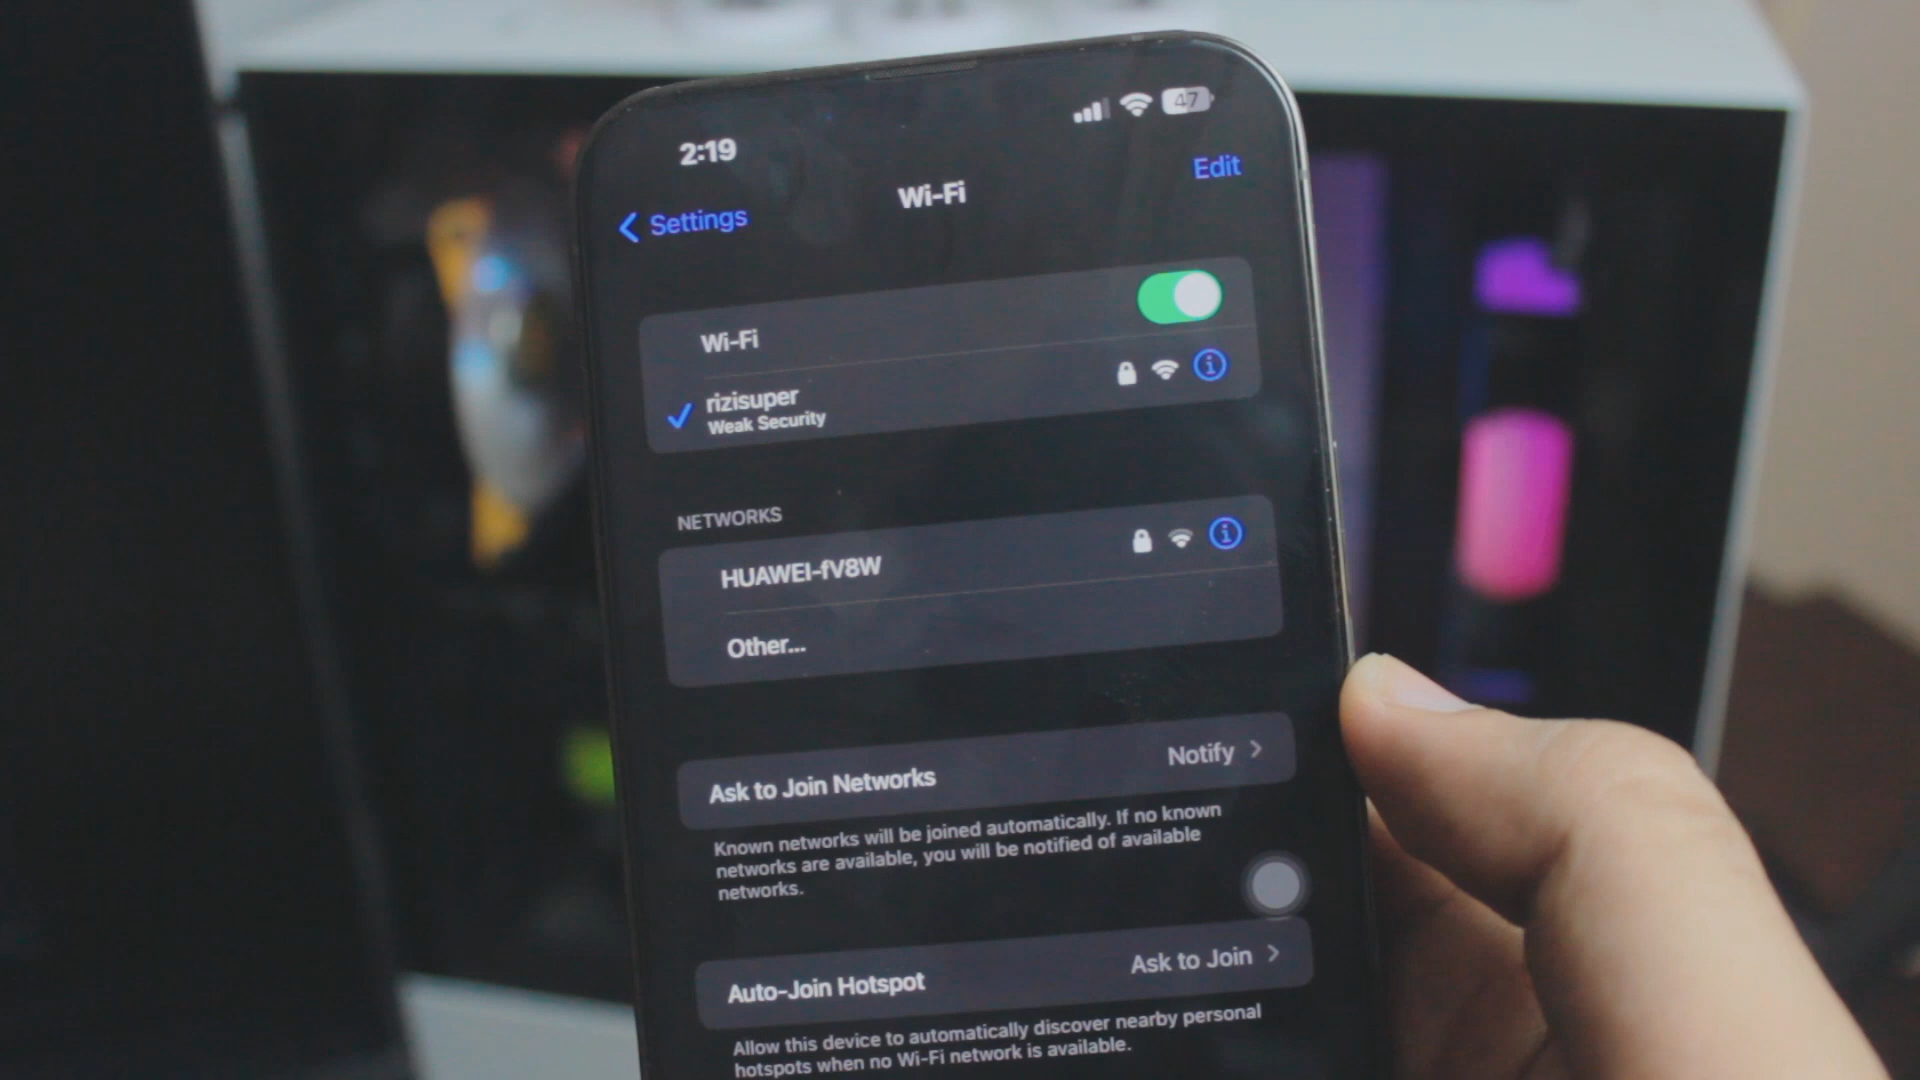 2:19
47
Settings
Wi-Fi
Edit
Wi-Fi
rizisuper
Weak Security
NETWORKS
HUAWEI-fV8W
Other...
Ask to Join Networks
Notify
Known networks will be joined automatically. If no known
networks are available, you will be notified of available
networks.
Auto-Join Hotspot
Ask to Join
Allow this device to automatically discover nearby personal
hotspots when no Wi-Fi network is available.